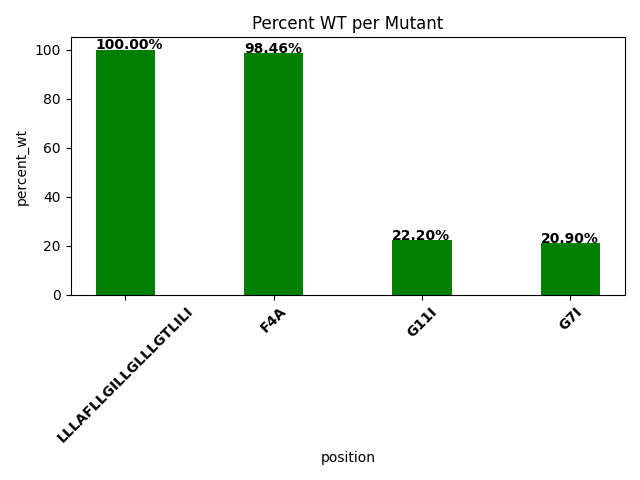 Percent WT per Mutant
100.00%
98.46%
22.20%
20.90%
percent_wt
100
80
60
40
20
0
LLLAFLLGILLGLLLGTLILI
F4A
G11I
G7I
position